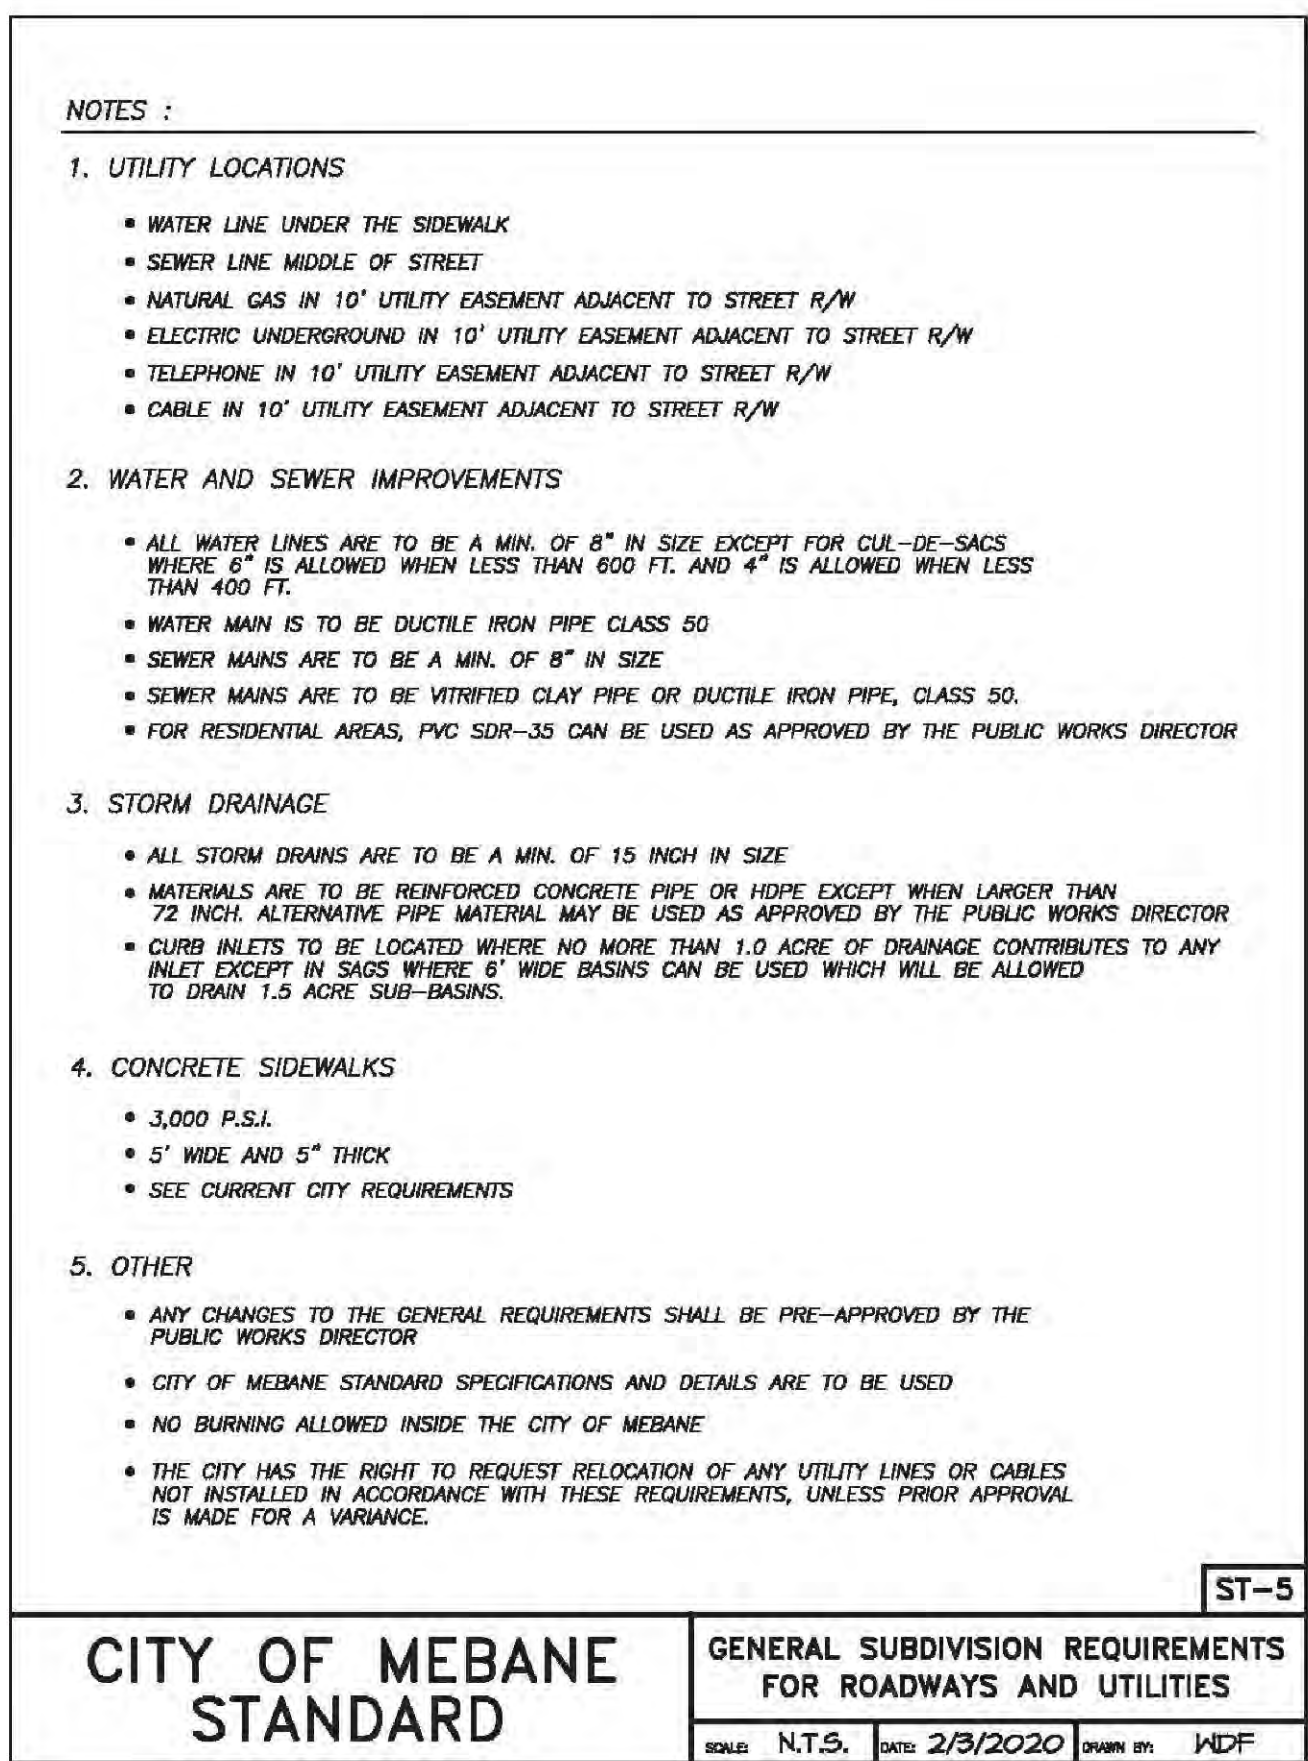 NOTES :
1. UTILITY LOCATIONS
• WATER LINE UNDER THE SIDEWALK
• SEWER LINE MIDDLE OF STREET
• NATURAL GAS IN 10' UTILITY EASEMENT ADJACENT TO STREET R/W
• ELECTRIC UNDERGROUND IN 10' UTILITY EASEMENT ADJACENT TO STREET R/W
• TELEPHONE IN 10' UTILITY EASEMENT ADJACENT TO STREET R/W
• CABLE IN 10' UTILITY EASEMENT ADJACENT TO STREET R/W
2. WATER AND SEWER IMPROVEMENTS
• ALL WATER LINES ARE TO BE A MIN. OF 8" IN SIZE EXCEPT FOR CUL-DE-SACS
WHERE 6" IS ALLOWED WHEN LESS THAN 600 FT. AND 4" IS ALLOWED WHEN LESS
THAN 400 FT.
• WATER MAIN IS TO BE DUCTILE IRON PIPE CLASS 50
• SEWER MAINS ARE TO BE A MIN. OF 8" IN SIZE
• SEWER MAINS ARE TO BE VITRIFIED CLAY PIPE OR DUCTILE IRON PIPE, CLASS 50.
• FOR RESIDENTIAL AREAS, PVC SDR-35 CAN BE USED AS APPROVED BY THE PUBLIC WORKS DIRECTOR
3. STORM DRAINAGE
• ALL STORM DRAINS ARE TO BE A MIN. OF 15 INCH IN SIZE
• MATERIALS ARE TO BE REINFORCED CONCRETE PIPE OR HDPE EXCEPT WHEN LARGER THAN
72 INCH. ALTERNATIVE PIPE MATERIAL MAY BE USED AS APPROVED BY THE PUBLIC WORKS DIRECTOR
• CURB INLETS TO BE LOCATED WHERE NO MORE THAN 1.0 ACRE OF DRAINAGE CONTRIBUTES TO ANY
INLET EXCEPT IN SAGS WHERE 6' WIDE BASINS CAN BE USED WHICH WILL BE ALLOWED
TO DRAIN 1.5 ACRE SUB-BASINS.
4. CONCRETE SIDEWALKS
• 3,000 P.S.I.
• 5' WIDE AND 5" THICK
• SEE CURRENT CITY REQUIREMENTS
5. OTHER
• ANY CHANGES TO THE GENERAL REQUIREMENTS SHALL BE PRE-APPROVED BY THE
PUBLIC WORKS DIRECTOR
• CITY OF MEBANE STANDARD SPECIFICATIONS AND DETAILS ARE TO BE USED
• NO BURNING ALLOWED INSIDE THE CITY OF MEBANE
• THE CITY HAS THE RIGHT TO REQUEST RELOCATION OF ANY UTILITY LINES OR CABLES
NOT INSTALLED IN ACCORDANCE WITH THESE REQUIREMENTS, UNLESS PRIOR APPROVAL
IS MADE FOR A VARIANCE.
ST-5
CITY OF MEBANE
STANDARD
GENERAL SUBDIVISION REQUIREMENTS
FOR ROADWAYS AND UTILITIES
SCALE: N.T.S. DATE: 2/3/2020 DRAWN BY: WDF